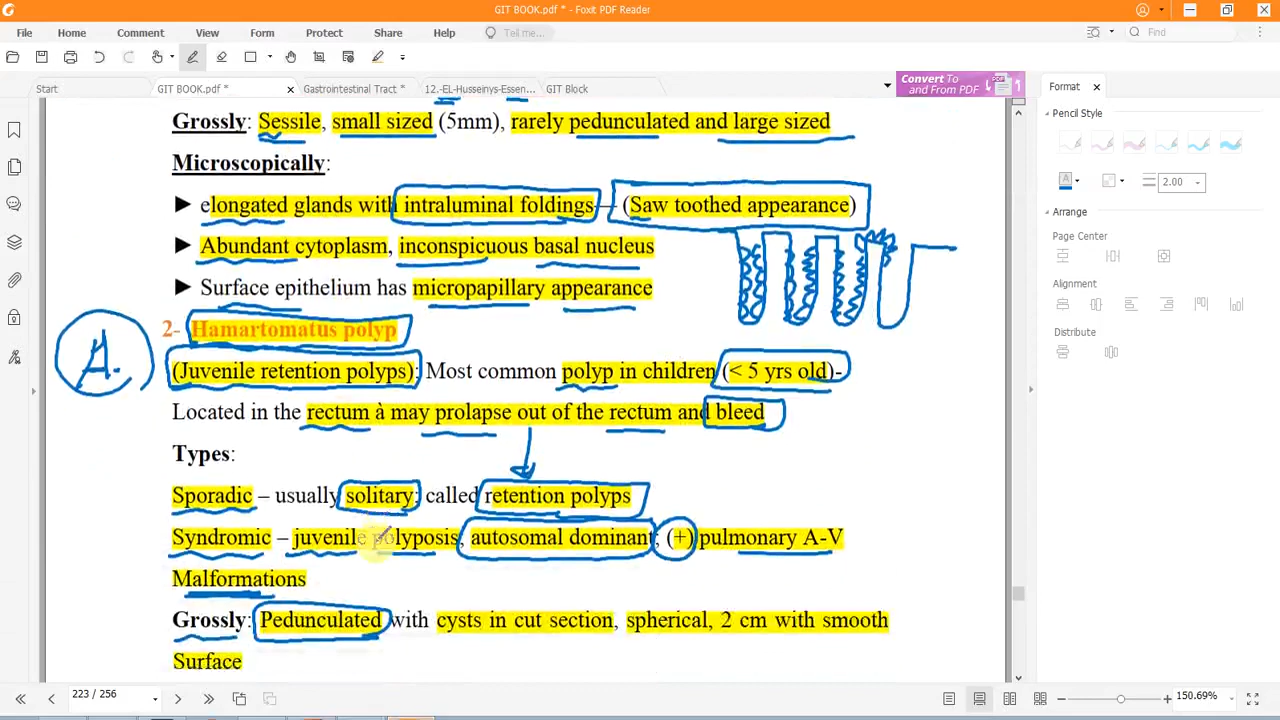 GIT BOOK.pdf * - Foxit PDF Reader
File Home Comment View Form Protect Share Help Tell me... Find
Start GIT BOOK.pdf * Gastrointestinal Tract * 12.-EL-Husseinys-Essen... GIT Block
Convert To
and From PDF
Format
Grossly: Sessile, small sized (5mm), rarely pedunculated and large sized
Microscopically:
► elongated glands with intraluminal foldings— (Saw toothed appearance)
► Abundant cytoplasm, inconspicuous basal nucleus
► Surface epithelium has micropapillary appearance
A.
2- Hamartomatus polyp
(Juvenile retention polyps): Most common polyp in children (< 5 yrs old)-
Located in the rectum à may prolapse out of the rectum and bleed
Types:
Sporadic – usually solitary; called retention polyps
Syndromic – juvenile polyposis, autosomal dominant; (+) pulmonary A-V
Malformations
Grossly: Pedunculated with cysts in cut section, spherical, 2 cm with smooth
Surface
Pencil Style
2.00
Arrange
Page Center
Alignment
Distribute
223 / 256
150.69%